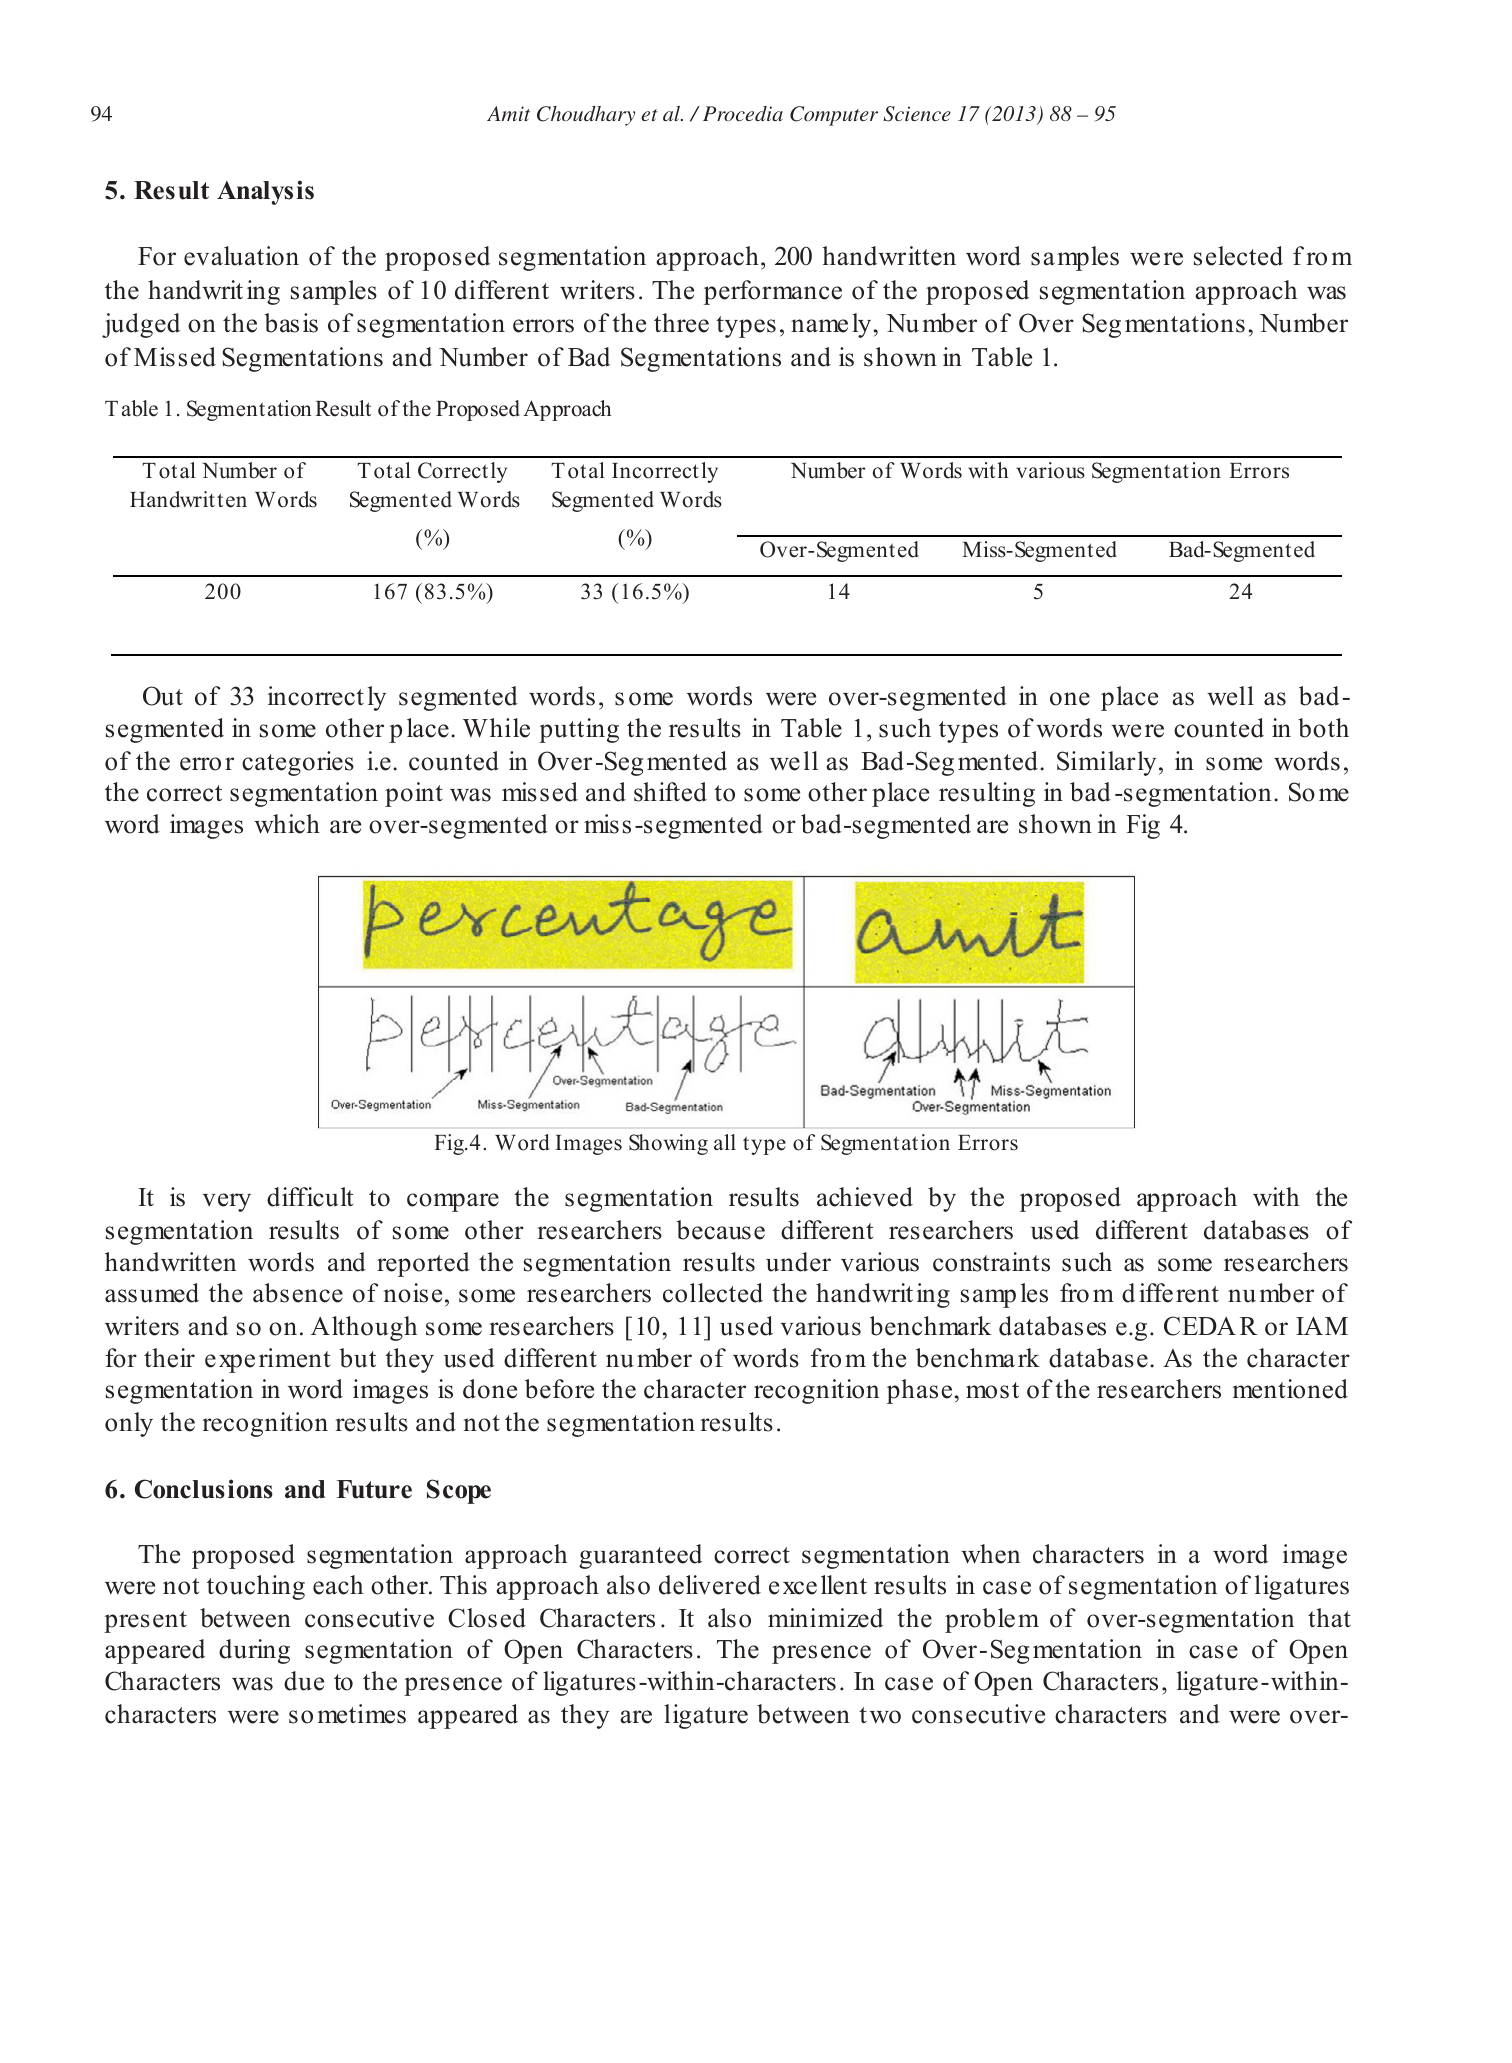 94
Amit Choudhary et al. / Procedia Computer Science 17 (2013) 88 – 95
5. Result Analysis
For evaluation of the proposed segmentation approach, 200 handwritten word samples were selected from
the handwriting samples of 10 different writers. The performance of the proposed segmentation approach was
judged on the basis of segmentation errors of the three types, namely, Number of Over Segmentations, Number
of Missed Segmentations and Number of Bad Segmentations and is shown in Table 1.
Table 1. Segmentation Result of the Proposed Approach
Total Number of Total Correctly Total Incorrectly Number of Words with various Segmentation Errors
Handwritten Words Segmented Words Segmented Words
(%) (%)
Over-Segmented Miss-Segmented Bad-Segmented
200 167 (83.5%) 33 (16.5%) 14 5 24
Out of 33 incorrectly segmented words, some words were over-segmented in one place as well as bad-
segmented in some other place. While putting the results in Table 1, such types of words were counted in both
of the error categories i.e. counted in Over-Segmented as well as Bad-Segmented. Similarly, in some words,
the correct segmentation point was missed and shifted to some other place resulting in bad-segmentation. Some
word images which are over-segmented or miss-segmented or bad-segmented are shown in Fig 4.
percentage amit
percentage amit
Over-Segmentation Miss-Segmentation Over-Segmentation Bad-Segmentation
Bad-Segmentation Over-Segmentation Miss-Segmentation
Fig.4. Word Images Showing all type of Segmentation Errors
It is very difficult to compare the segmentation results achieved by the proposed approach with the
segmentation results of some other researchers because different researchers used different databases of
handwritten words and reported the segmentation results under various constraints such as some researchers
assumed the absence of noise, some researchers collected the handwriting samples from different number of
writers and so on. Although some researchers [10, 11] used various benchmark databases e.g. CEDAR or IAM
for their experiment but they used different number of words from the benchmark database. As the character
segmentation in word images is done before the character recognition phase, most of the researchers mentioned
only the recognition results and not the segmentation results.
6. Conclusions and Future Scope
The proposed segmentation approach guaranteed correct segmentation when characters in a word image
were not touching each other. This approach also delivered excellent results in case of segmentation of ligatures
present between consecutive Closed Characters. It also minimized the problem of over-segmentation that
appeared during segmentation of Open Characters. The presence of Over-Segmentation in case of Open
Characters was due to the presence of ligatures-within-characters. In case of Open Characters, ligature-within-
characters were sometimes appeared as they are ligature between two consecutive characters and were over-